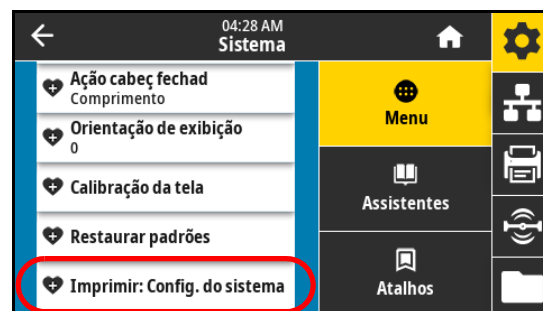 04:28 AM
Sistema
Ação cabeç fechad
Comprimento
Orientação de exibição
0
Calibração da tela
Restaurar padrões
Imprimir: Config. do sistema
Menu
Assistentes
Atalhos